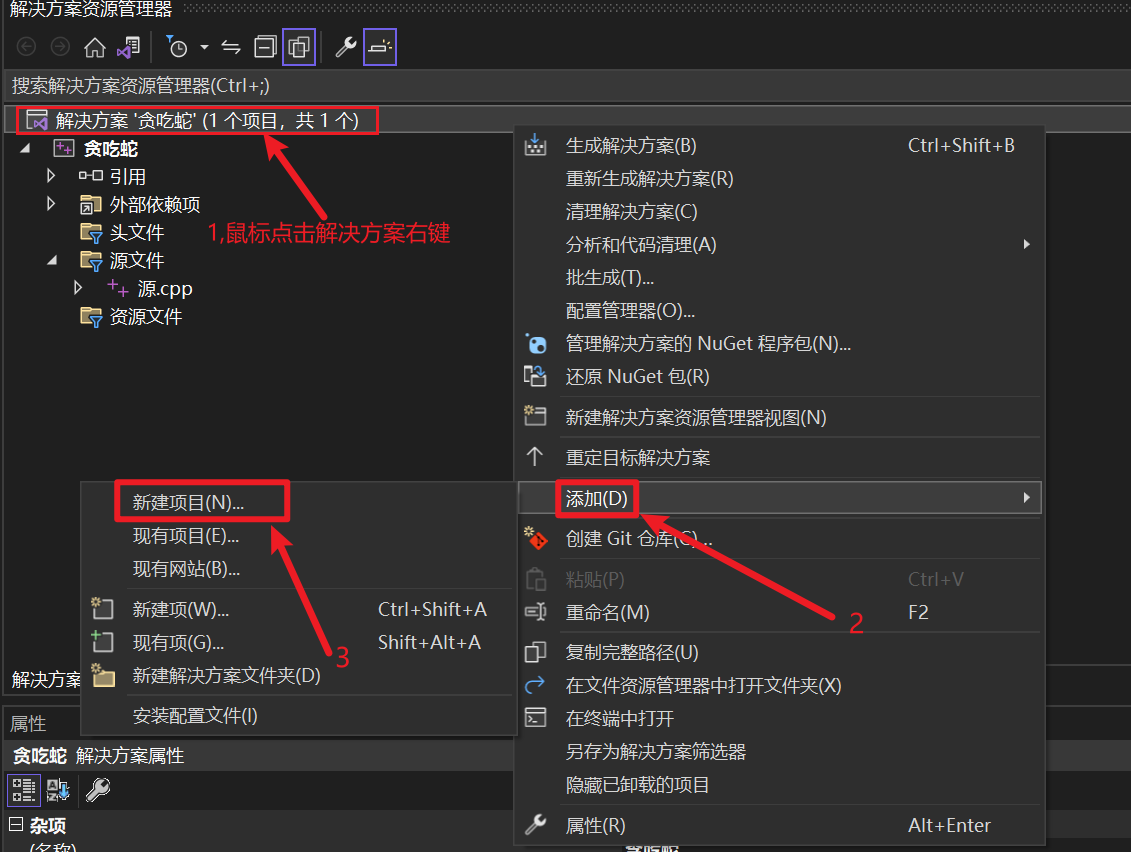 解决方案资源管理器
搜索解决方案资源管理器(Ctrl+;)
解决方案 '贪吃蛇' (1 个项目，共 1 个)
贪吃蛇
引用
外部依赖项
头文件
源文件
源.cpp
资源文件
1,鼠标点击解决方案右键
生成解决方案(B) Ctrl+Shift+B
重新生成解决方案(R)
清理解决方案(C)
分析和代码清理(A)
批生成(T)...
配置管理器(O)...
管理解决方案的 NuGet 程序包(N)...
还原 NuGet 包(R)
新建解决方案资源管理器视图(N)
重定目标解决方案
添加(D)
创建 Git 仓库(G)...
粘贴(P) Ctrl+V
重命名(M) F2
复制完整路径(U)
在文件资源管理器中打开文件夹(X)
在终端中打开
另存为解决方案筛选器
隐藏已卸载的项目
属性(R) Alt+Enter
2
新建项目(N)...
现有项目(E)...
现有网站(B)...
新建项(W)... Ctrl+Shift+A
现有项(G)... Shift+Alt+A
新建解决方案文件夹(D)
安装配置文件(I)
3
解决方案
属性
贪吃蛇 解决方案属性
杂项
(名称) 贪吃蛇